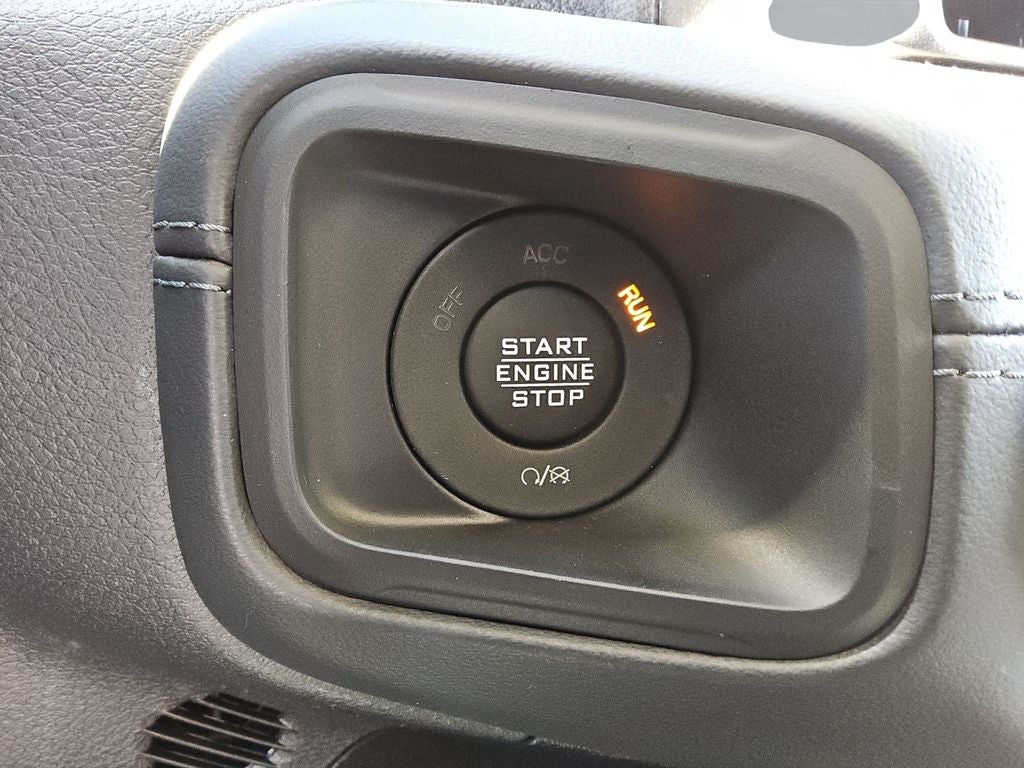 ACC
OFF
RUN
START
ENGINE
STOP